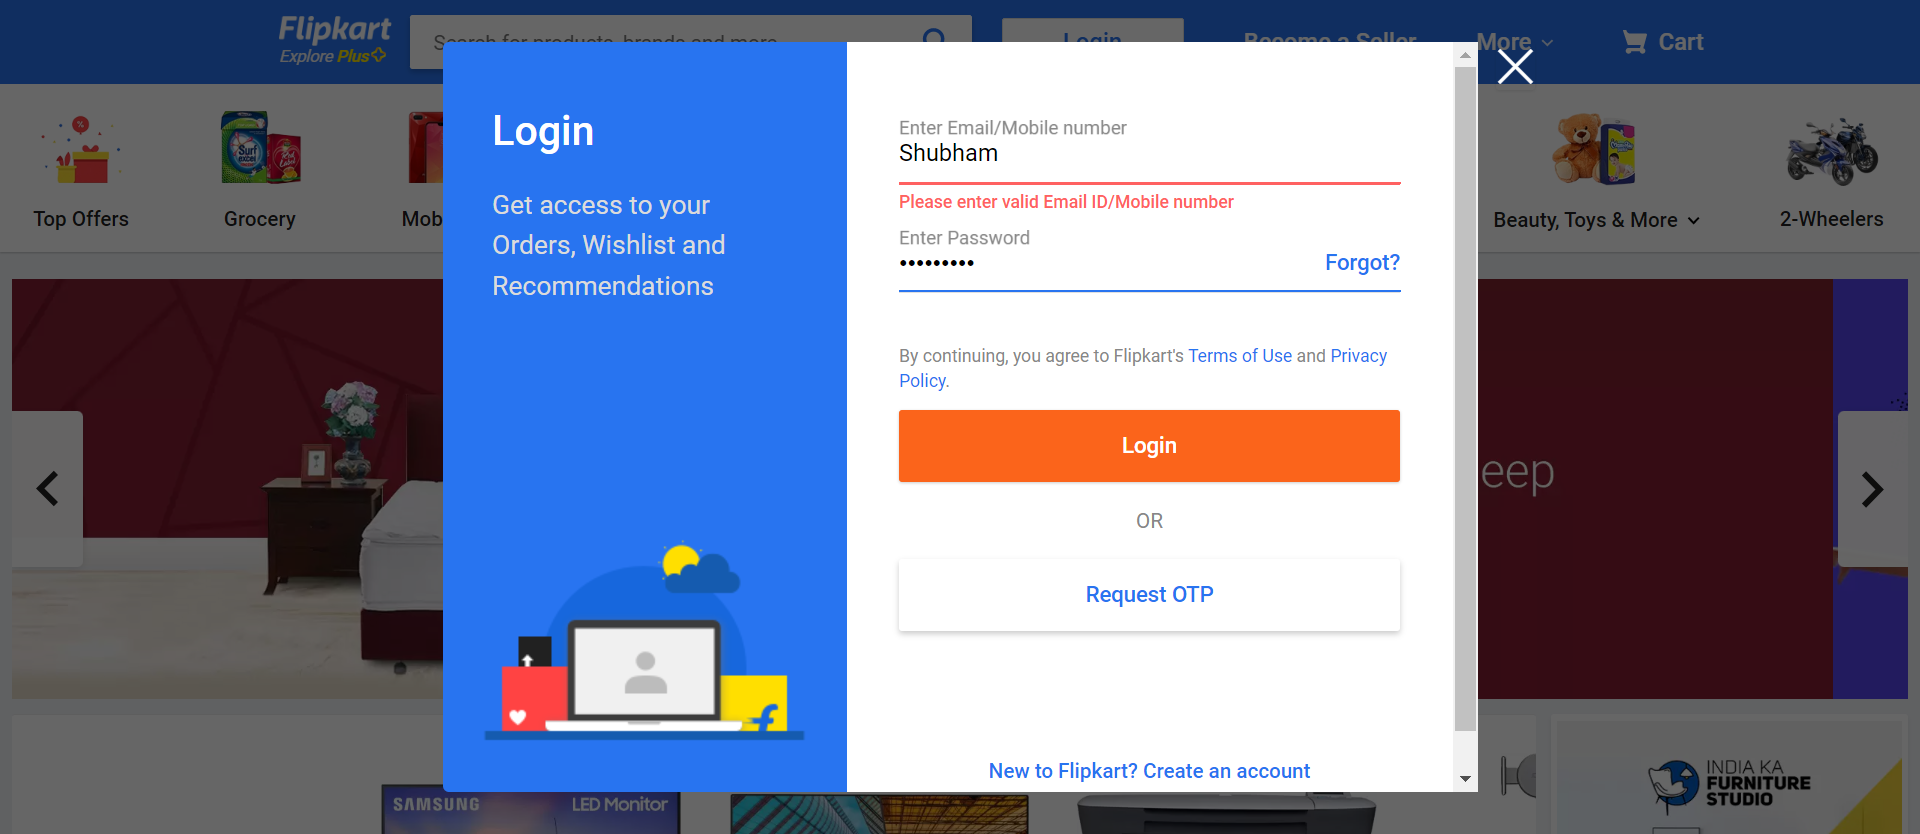 Flipkart
Explore Plus
Search for products, brands and more
Login
Become a Seller
More
Cart
Top Offers
Grocery
Mob
Beauty, Toys & More
2-Wheelers
Login
Get access to your
Orders, Wishlist and
Recommendations
Enter Email/Mobile number
Shubham
Please enter valid Email ID/Mobile number
Enter Password
•••••••••
Forgot?
By continuing, you agree to Flipkart's Terms of Use and Privacy
Policy.
Login
OR
Request OTP
New to Flipkart? Create an account
Surf
excel
eep
SAMSUNG
LED Monitor
INDIA KA
FURNITURE
STUDIO